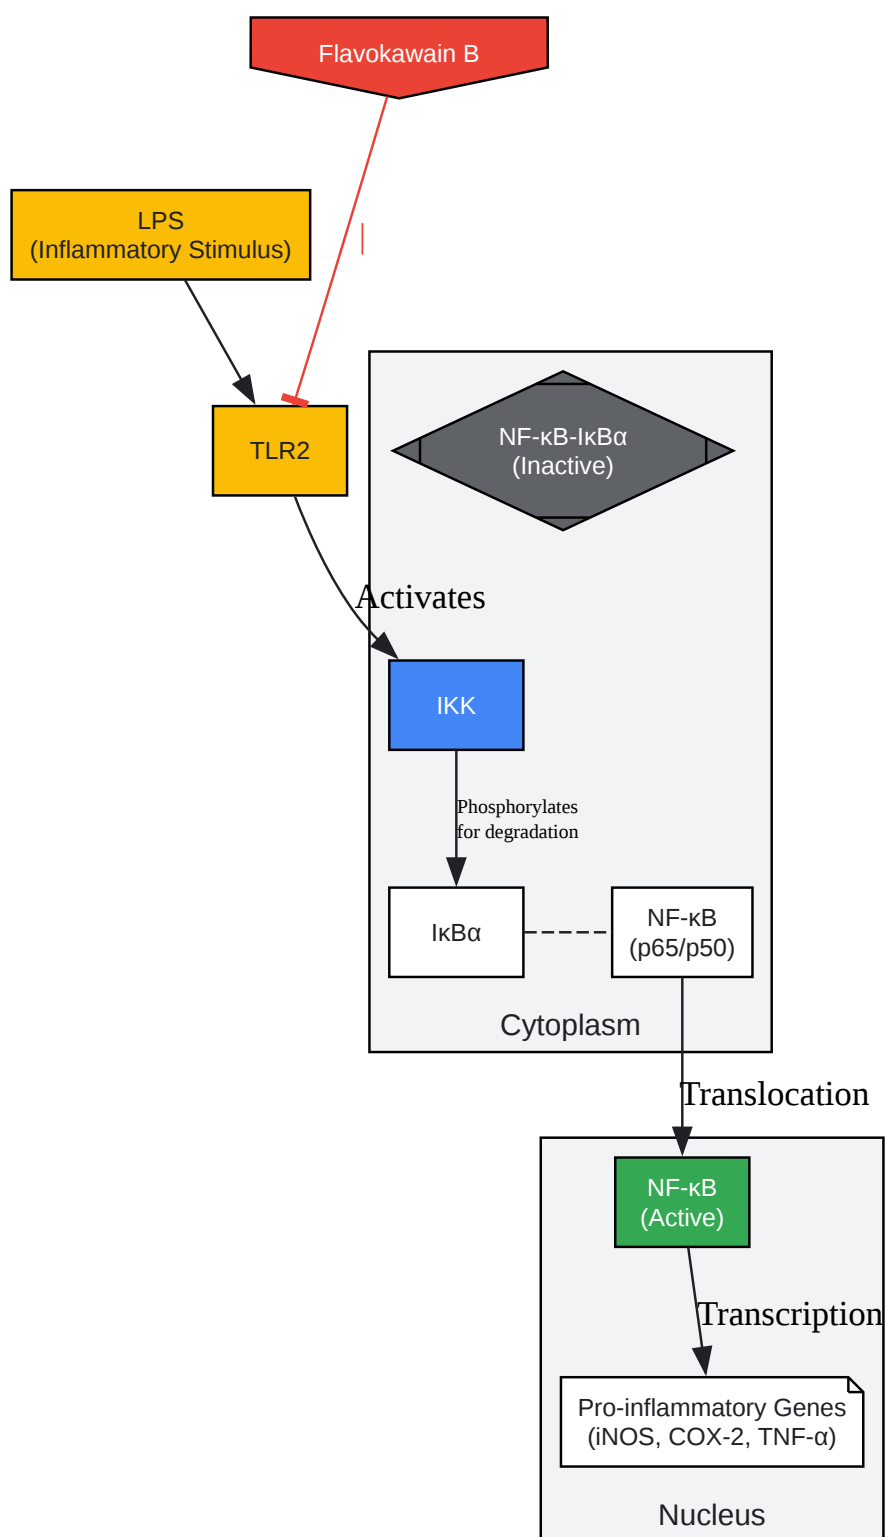 Flavokawain B
LPS
(Inflammatory Stimulus)
|
TLR2
NF-κB-IκBα
(Inactive)
Activates
IKK
Phosphorylates
for degradation
IκBα
NF-κB
(p65/p50)
Cytoplasm
Translocation
NF-κB
(Active)
Transcription
Pro-inflammatory Genes
(iNOS, COX-2, TNF-α)
Nucleus